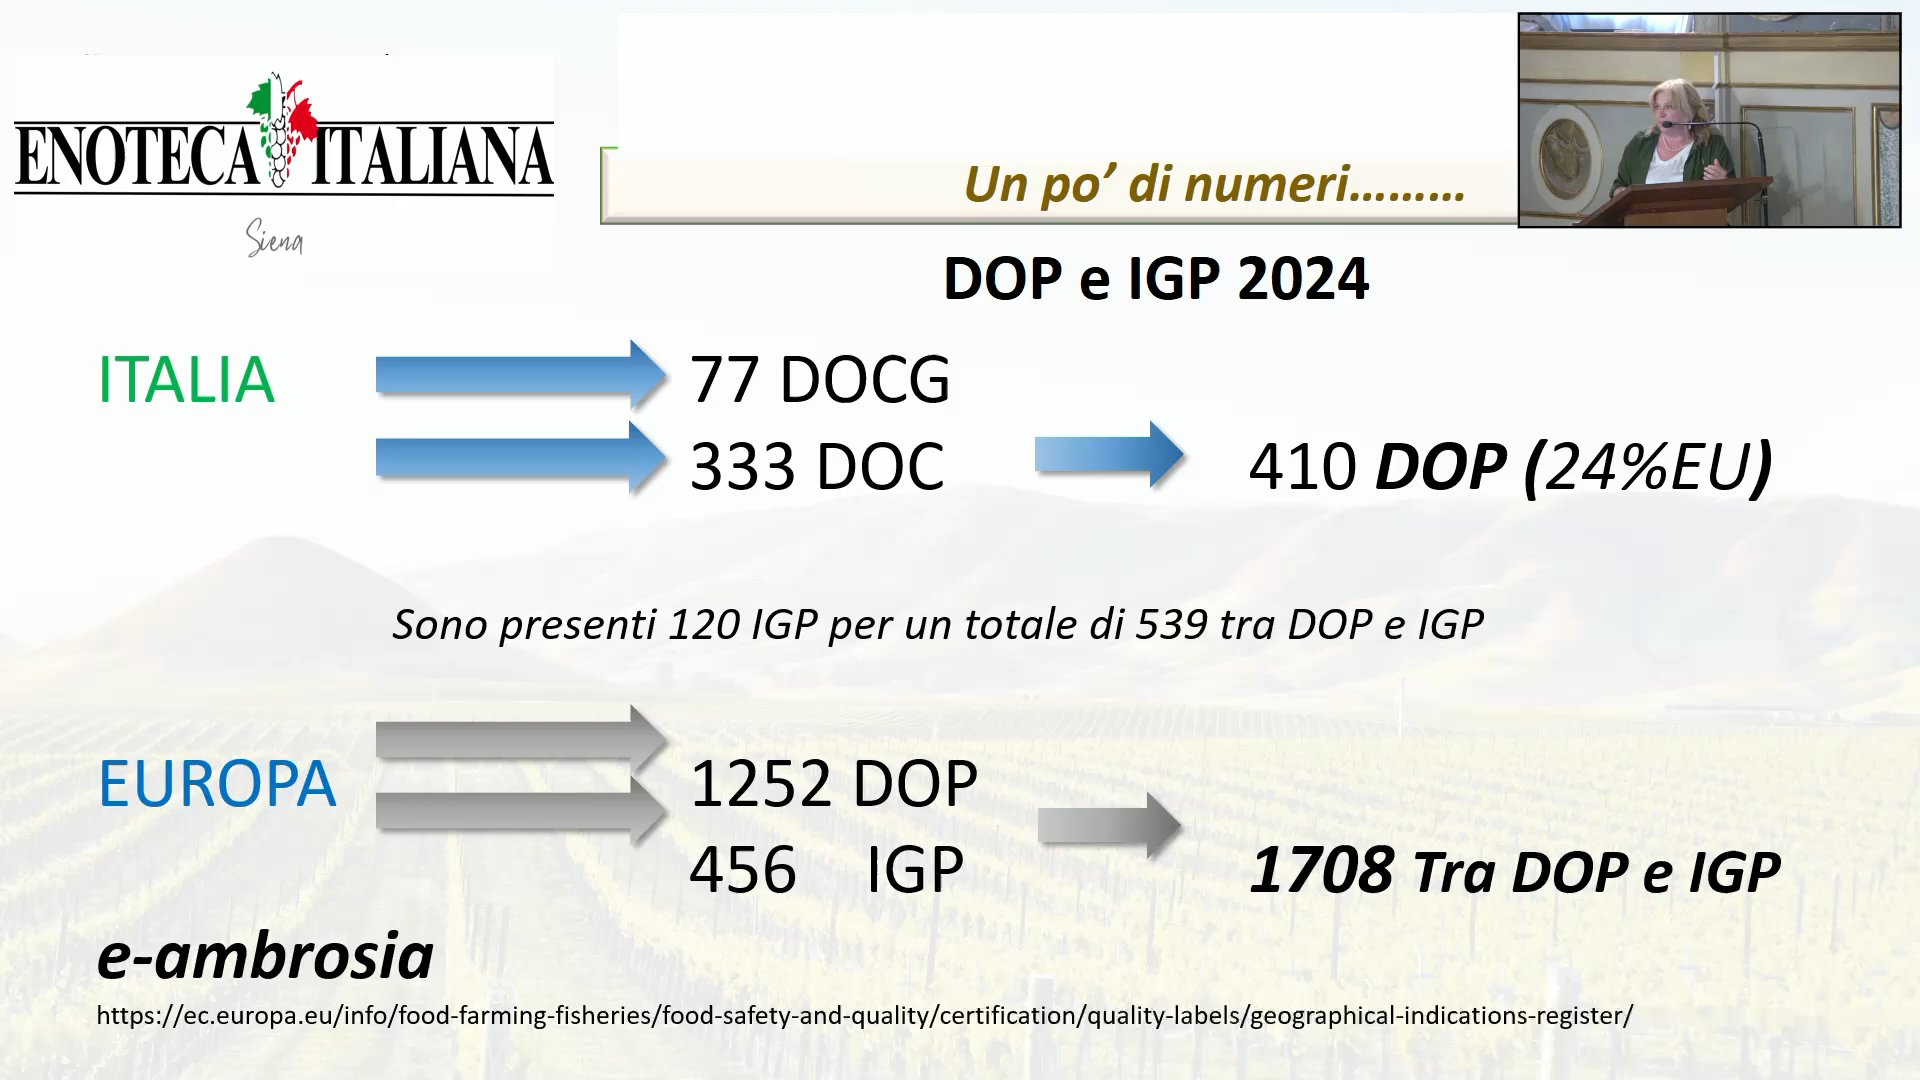 ENOTECA ITALIANA
Siena
Un po’ di numeri………
DOP e IGP 2024
ITALIA
77 DOCG
333 DOC
410 DOP (24%EU)
Sono presenti 120 IGP per un totale di 539 tra DOP e IGP
EUROPA
1252 DOP
456 IGP
1708 Tra DOP e IGP
e-ambrosia
https://ec.europa.eu/info/food-farming-fisheries/food-safety-and-quality/certification/quality-labels/geographical-indications-register/